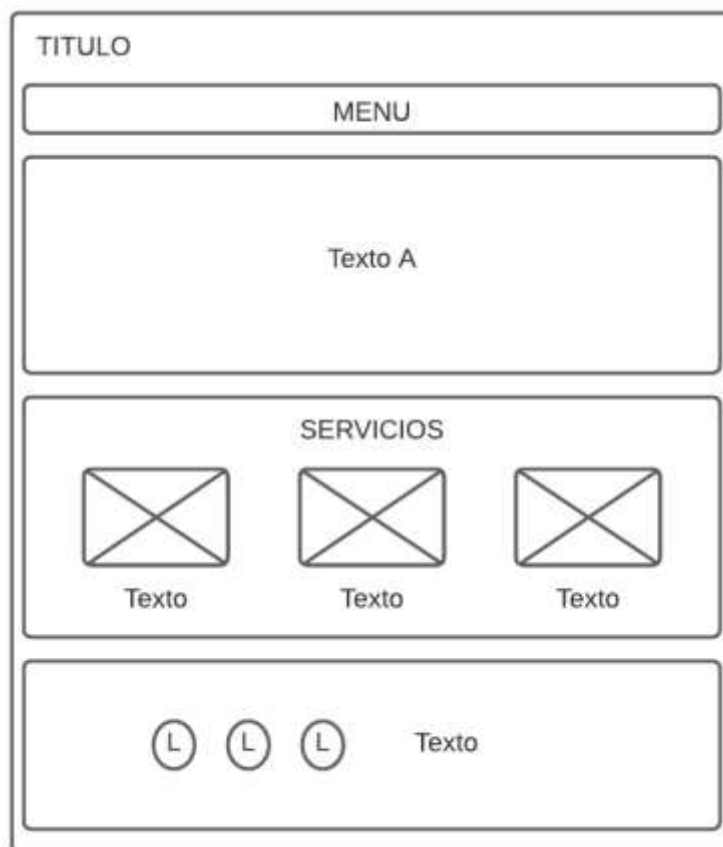 TITULO
MENU
Texto A
SERVICIOS
Texto Texto Texto
L L L Texto